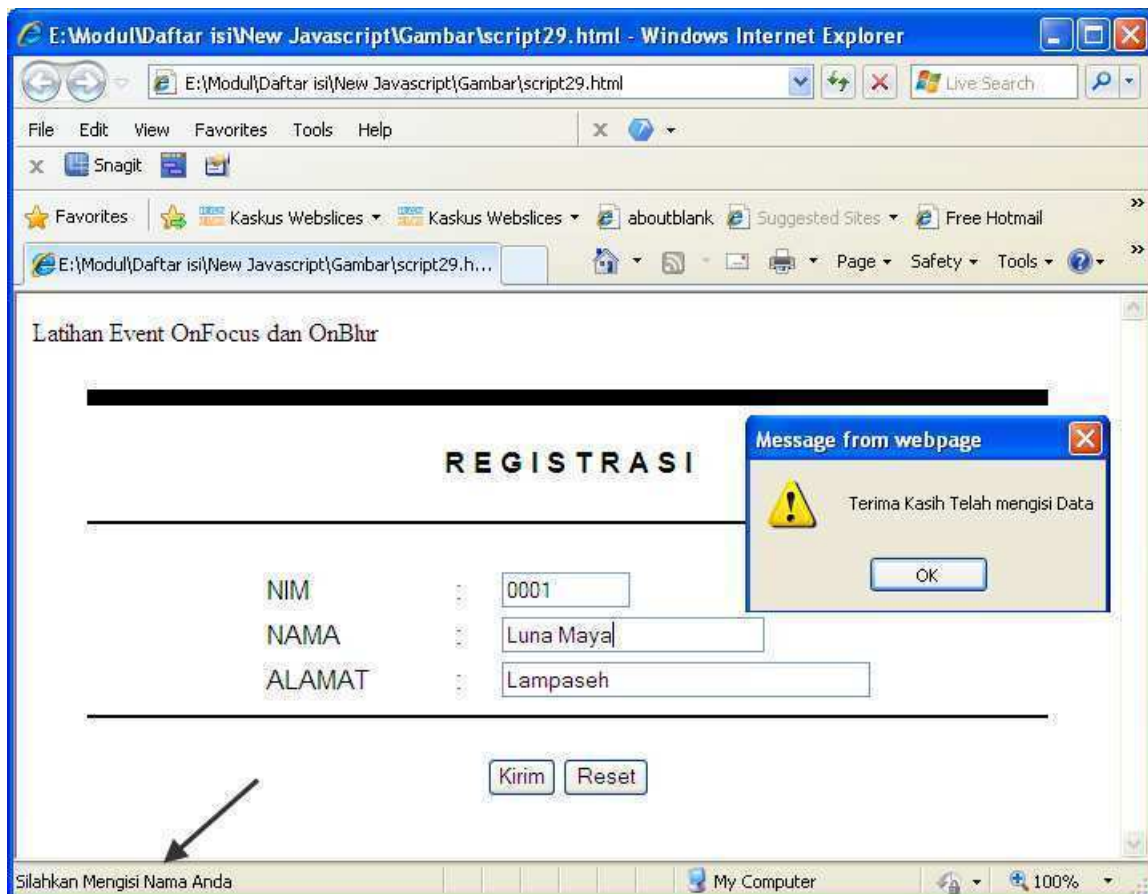 E:\Modul\Daftar isi\New Javascript\Gambar\script29.html - Windows Internet Explorer
E:\Modul\Daftar isi\New Javascript\Gambar\script29.html
Live Search
File Edit View Favorites Tools Help
x
x Snagit
Favorites Kaskus Webslices Kaskus Webslices aboutblank Suggested Sites Free Hotmail »
E:\Modul\Daftar isi\New Javascript\Gambar\script29.h... Page Safety Tools »
Latihan Event OnFocus dan OnBlur
REGISTRASI
Message from webpage
Terima Kasih Telah mengisi Data
OK
NIM : 0001
NAMA : Luna Maya
ALAMAT : Lampaseh
Kirim Reset
Silahkan Mengisi Nama Anda My Computer 100%